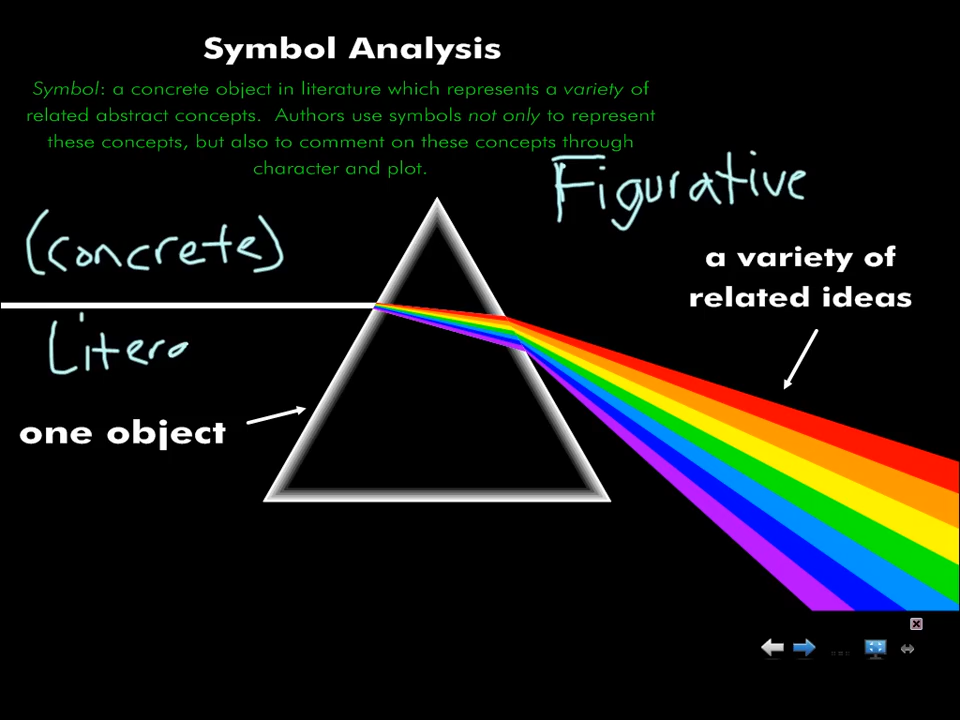 Symbol Analysis
Symbol: a concrete object in literature which represents a variety of
related abstract concepts.  Authors use symbols not only to represent
these concepts, but also to comment on these concepts through
character and plot.
Figurative
(concrete)
a variety of
related ideas
Litera
one object